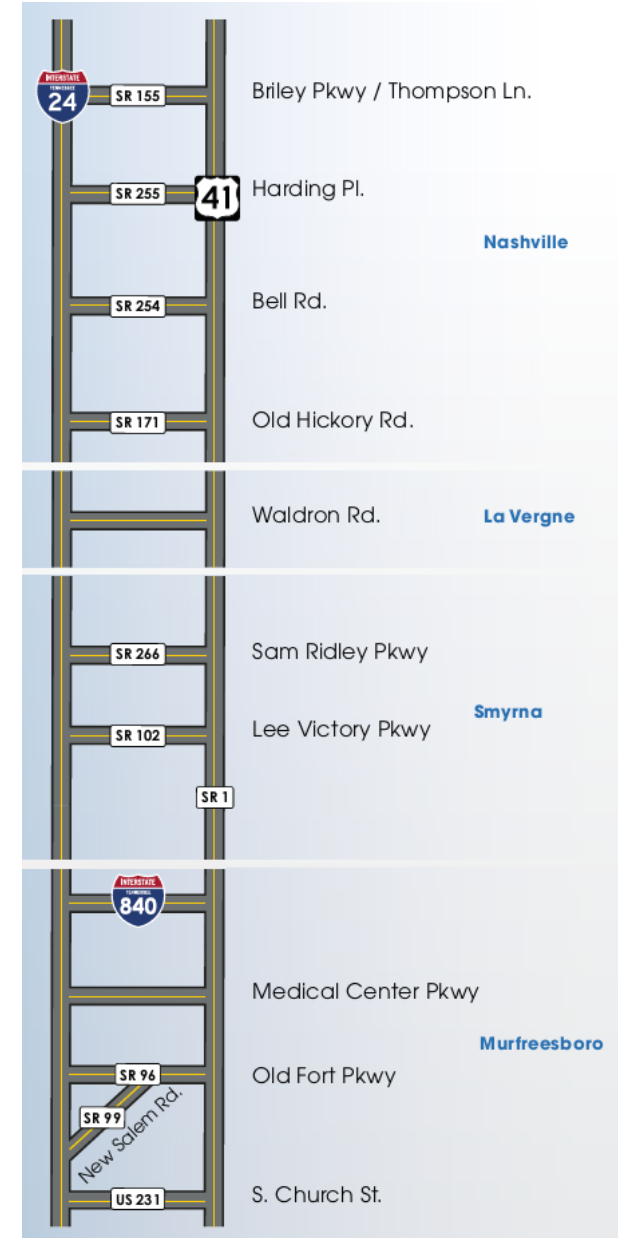 INTERSTATE
TENNESSEE
24
SR 155
Briley Pkwy / Thompson Ln.
SR 255
41
Harding Pl.
Nashville
SR 254
Bell Rd.
SR 171
Old Hickory Rd.
Waldron Rd.
La Vergne
SR 266
Sam Ridley Pkwy
Smyrna
SR 102
Lee Victory Pkwy
SR 1
INTERSTATE
TENNESSEE
840
Medical Center Pkwy
Murfreesboro
SR 96
Old Fort Pkwy
SR 99
New Salem Rd.
US 231
S. Church St.